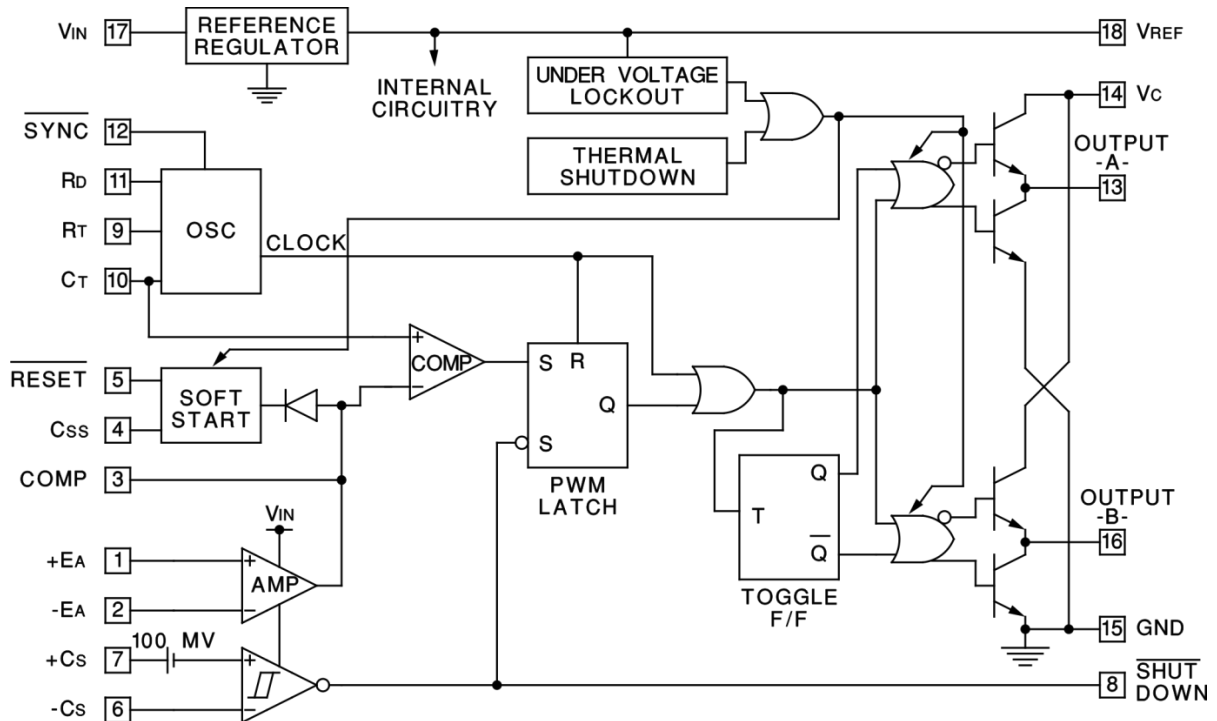 VIN 17 REFERENCE REGULATOR 18 VREF
INTERNAL CIRCUITRY
UNDER VOLTAGE LOCKOUT
14 VC
SYNC 12
THERMAL SHUTDOWN
OUTPUT -A- 13
RD 11
RT 9
OSC
CLOCK
CT 10
+ COMP −
S R
Q
S
PWM LATCH
RESET 5
SOFT START
CSS 4
COMP 3
VIN
T Q
Q
TOGGLE F/F
OUTPUT -B- 16
+EA 1 + AMP
-EA 2 −
100 MV
+CS 7 +
-CS 6 −
15 GND
8 SHUT DOWN